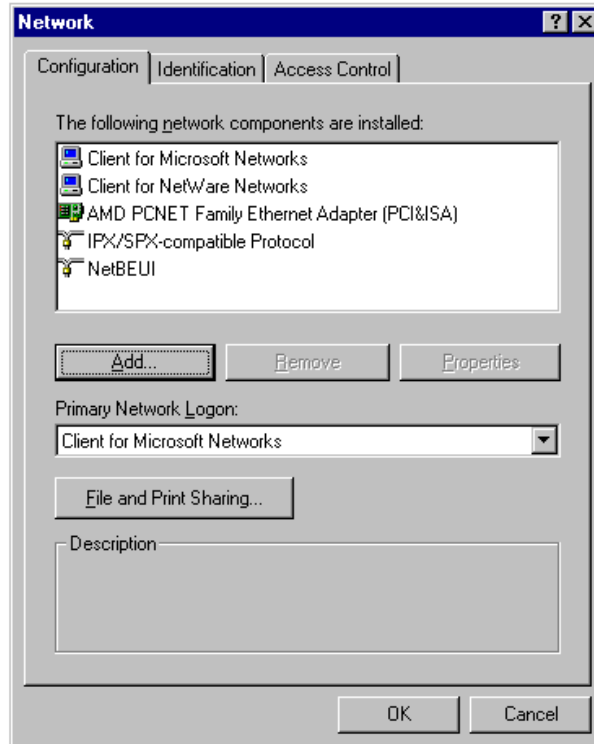 Network
Configuration Identification Access Control
The following network components are installed:
Client for Microsoft Networks
Client for NetWare Networks
AMD PCNET Family Ethernet Adapter (PCI&ISA)
IPX/SPX-compatible Protocol
NetBEUI
Add... Remove Properties
Primary Network Logon:
Client for Microsoft Networks
File and Print Sharing...
Description
OK Cancel